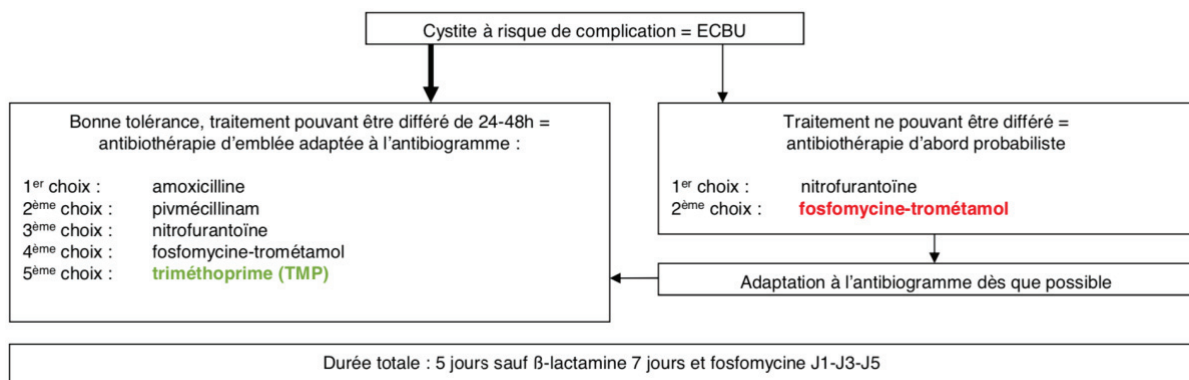 Cystite à risque de complication = ECBU
Bonne tolérance, traitement pouvant être différé de 24-48h =
antibiothérapie d’emblée adaptée à l’antibiogramme :
1er choix : amoxicilline
2ème choix : pivmécillinam
3ème choix : nitrofurantoïne
4ème choix : fosfomycine-trométamol
5ème choix : triméthoprime (TMP)
Traitement ne pouvant être différé =
antibiothérapie d’abord probabiliste
1er choix : nitrofurantoïne
2ème choix : fosfomycine-trométamol
Adaptation à l’antibiogramme dès que possible
Durée totale : 5 jours sauf ß-lactamine 7 jours et fosfomycine J1-J3-J5